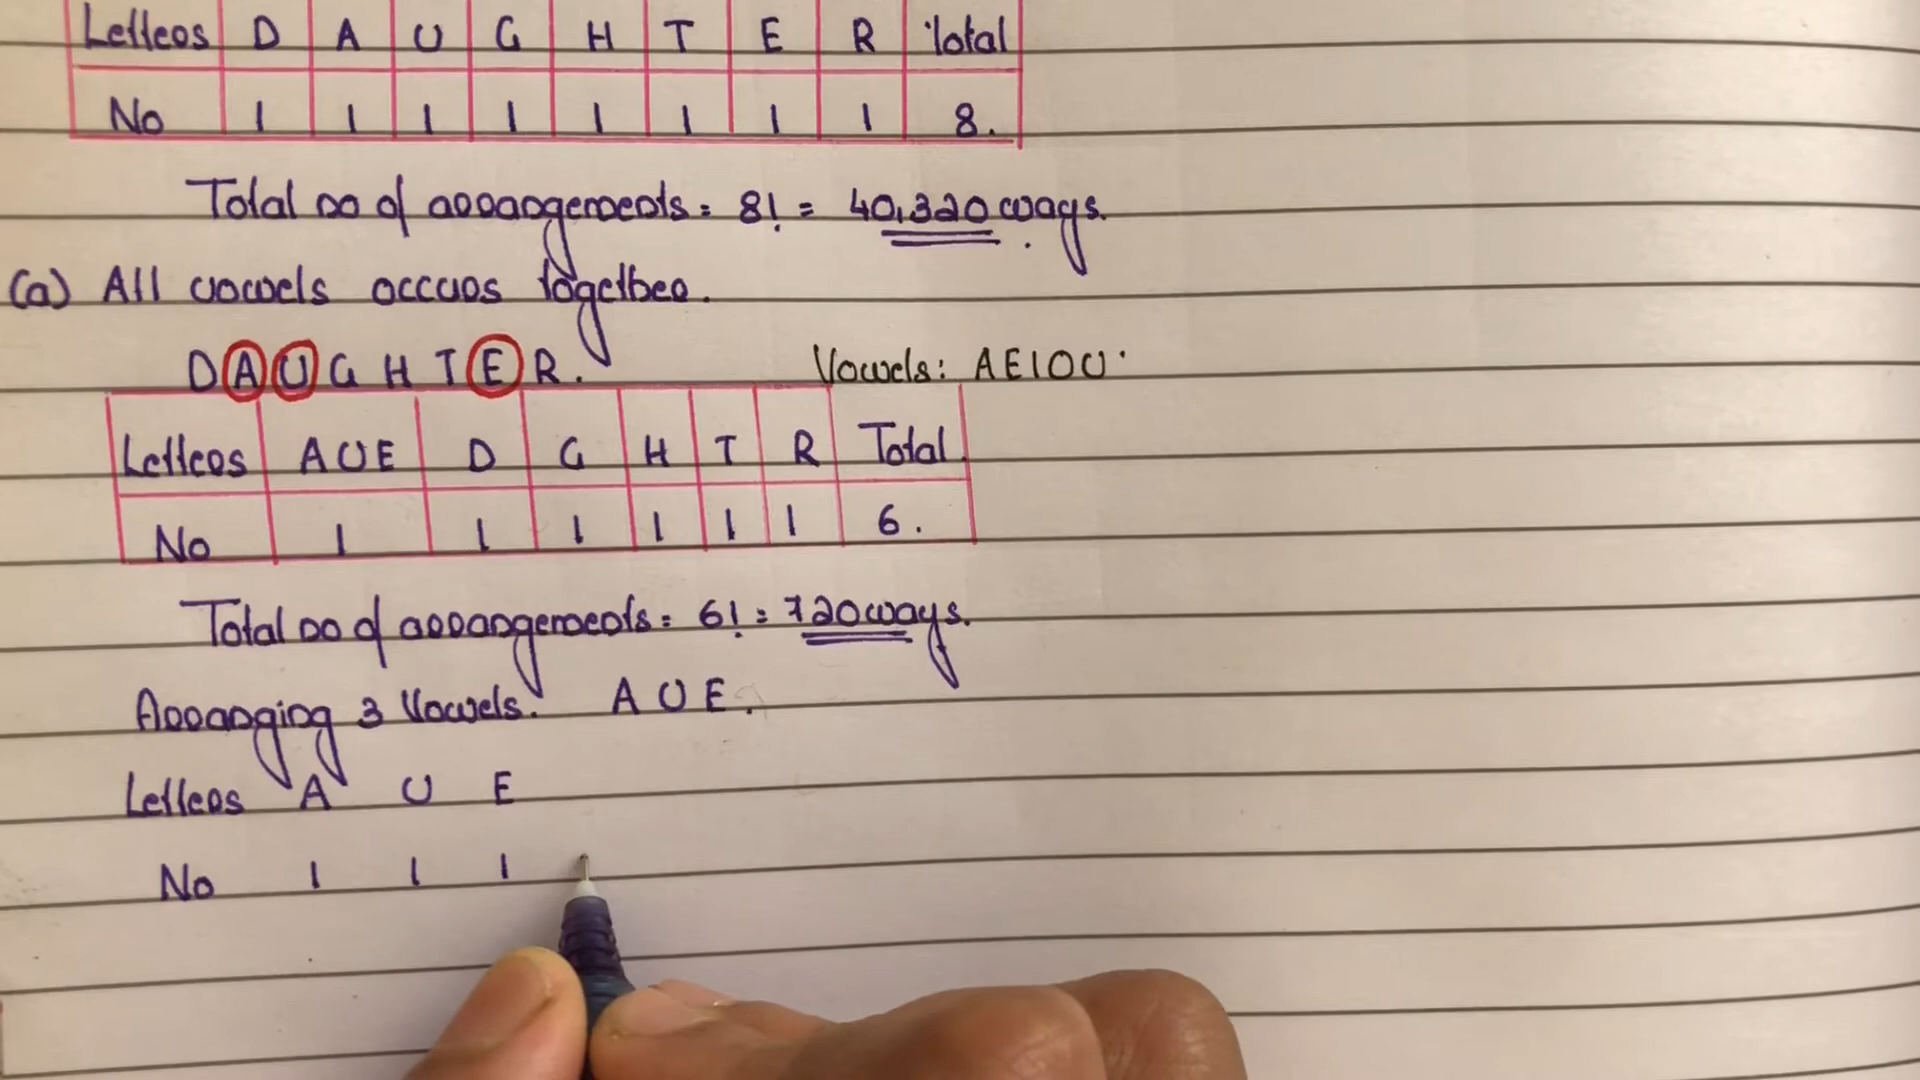 Letters D A U G H T E R Total
No 1 1 1 1 1 1 1 1 8.
Total no of arrangements = 8! = 40,320 ways.
(a) All vowels occurs together.
D A U G H T E R. Vowels: AEIOU.
Letters AUE D G H T R Total
No 1 1 1 1 1 1 6.
Total no of arrangements = 6! = 720 ways.
Arranging 3 Vowels. A U E.
Letters A U E
No 1 1 1